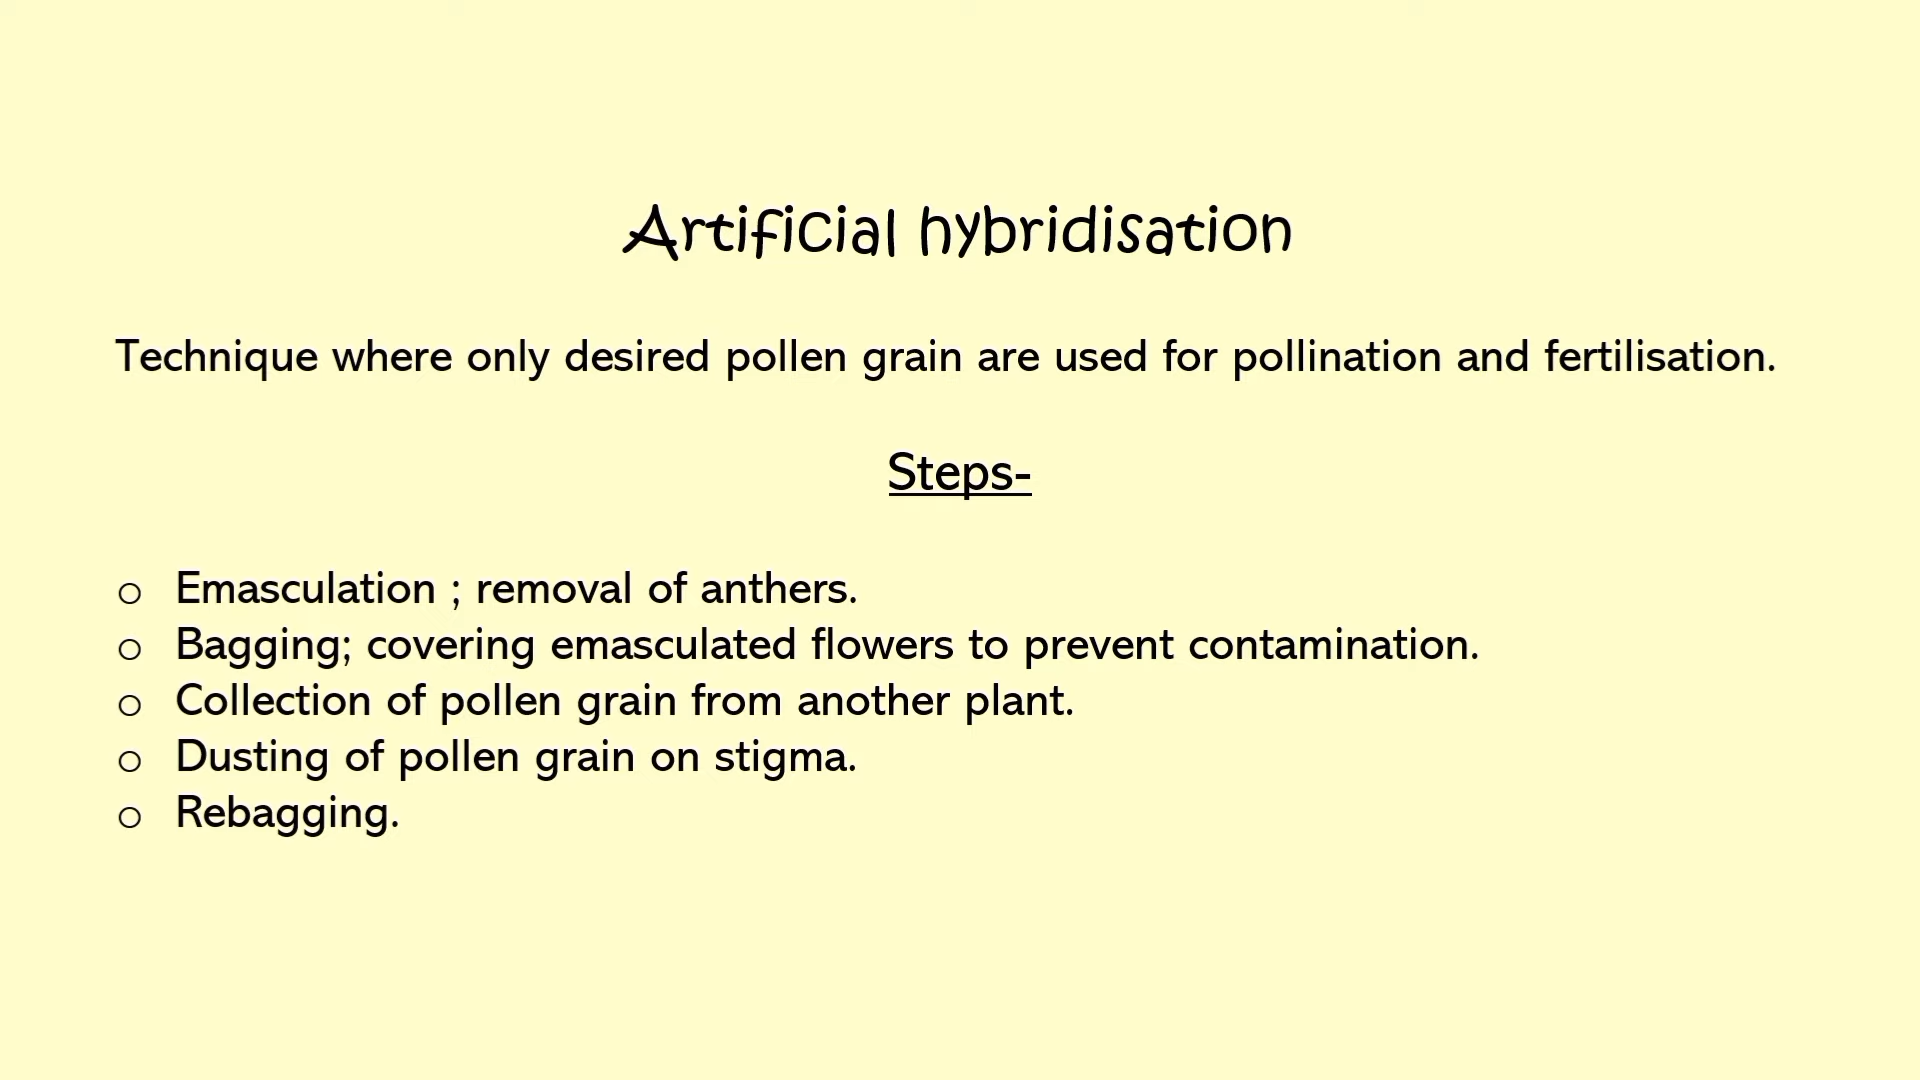 Artificial hybridisation
Technique where only desired pollen grain are used for pollination and fertilisation.
Steps-
o Emasculation ; removal of anthers.
o Bagging; covering emasculated flowers to prevent contamination.
o Collection of pollen grain from another plant.
o Dusting of pollen grain on stigma.
o Rebagging.